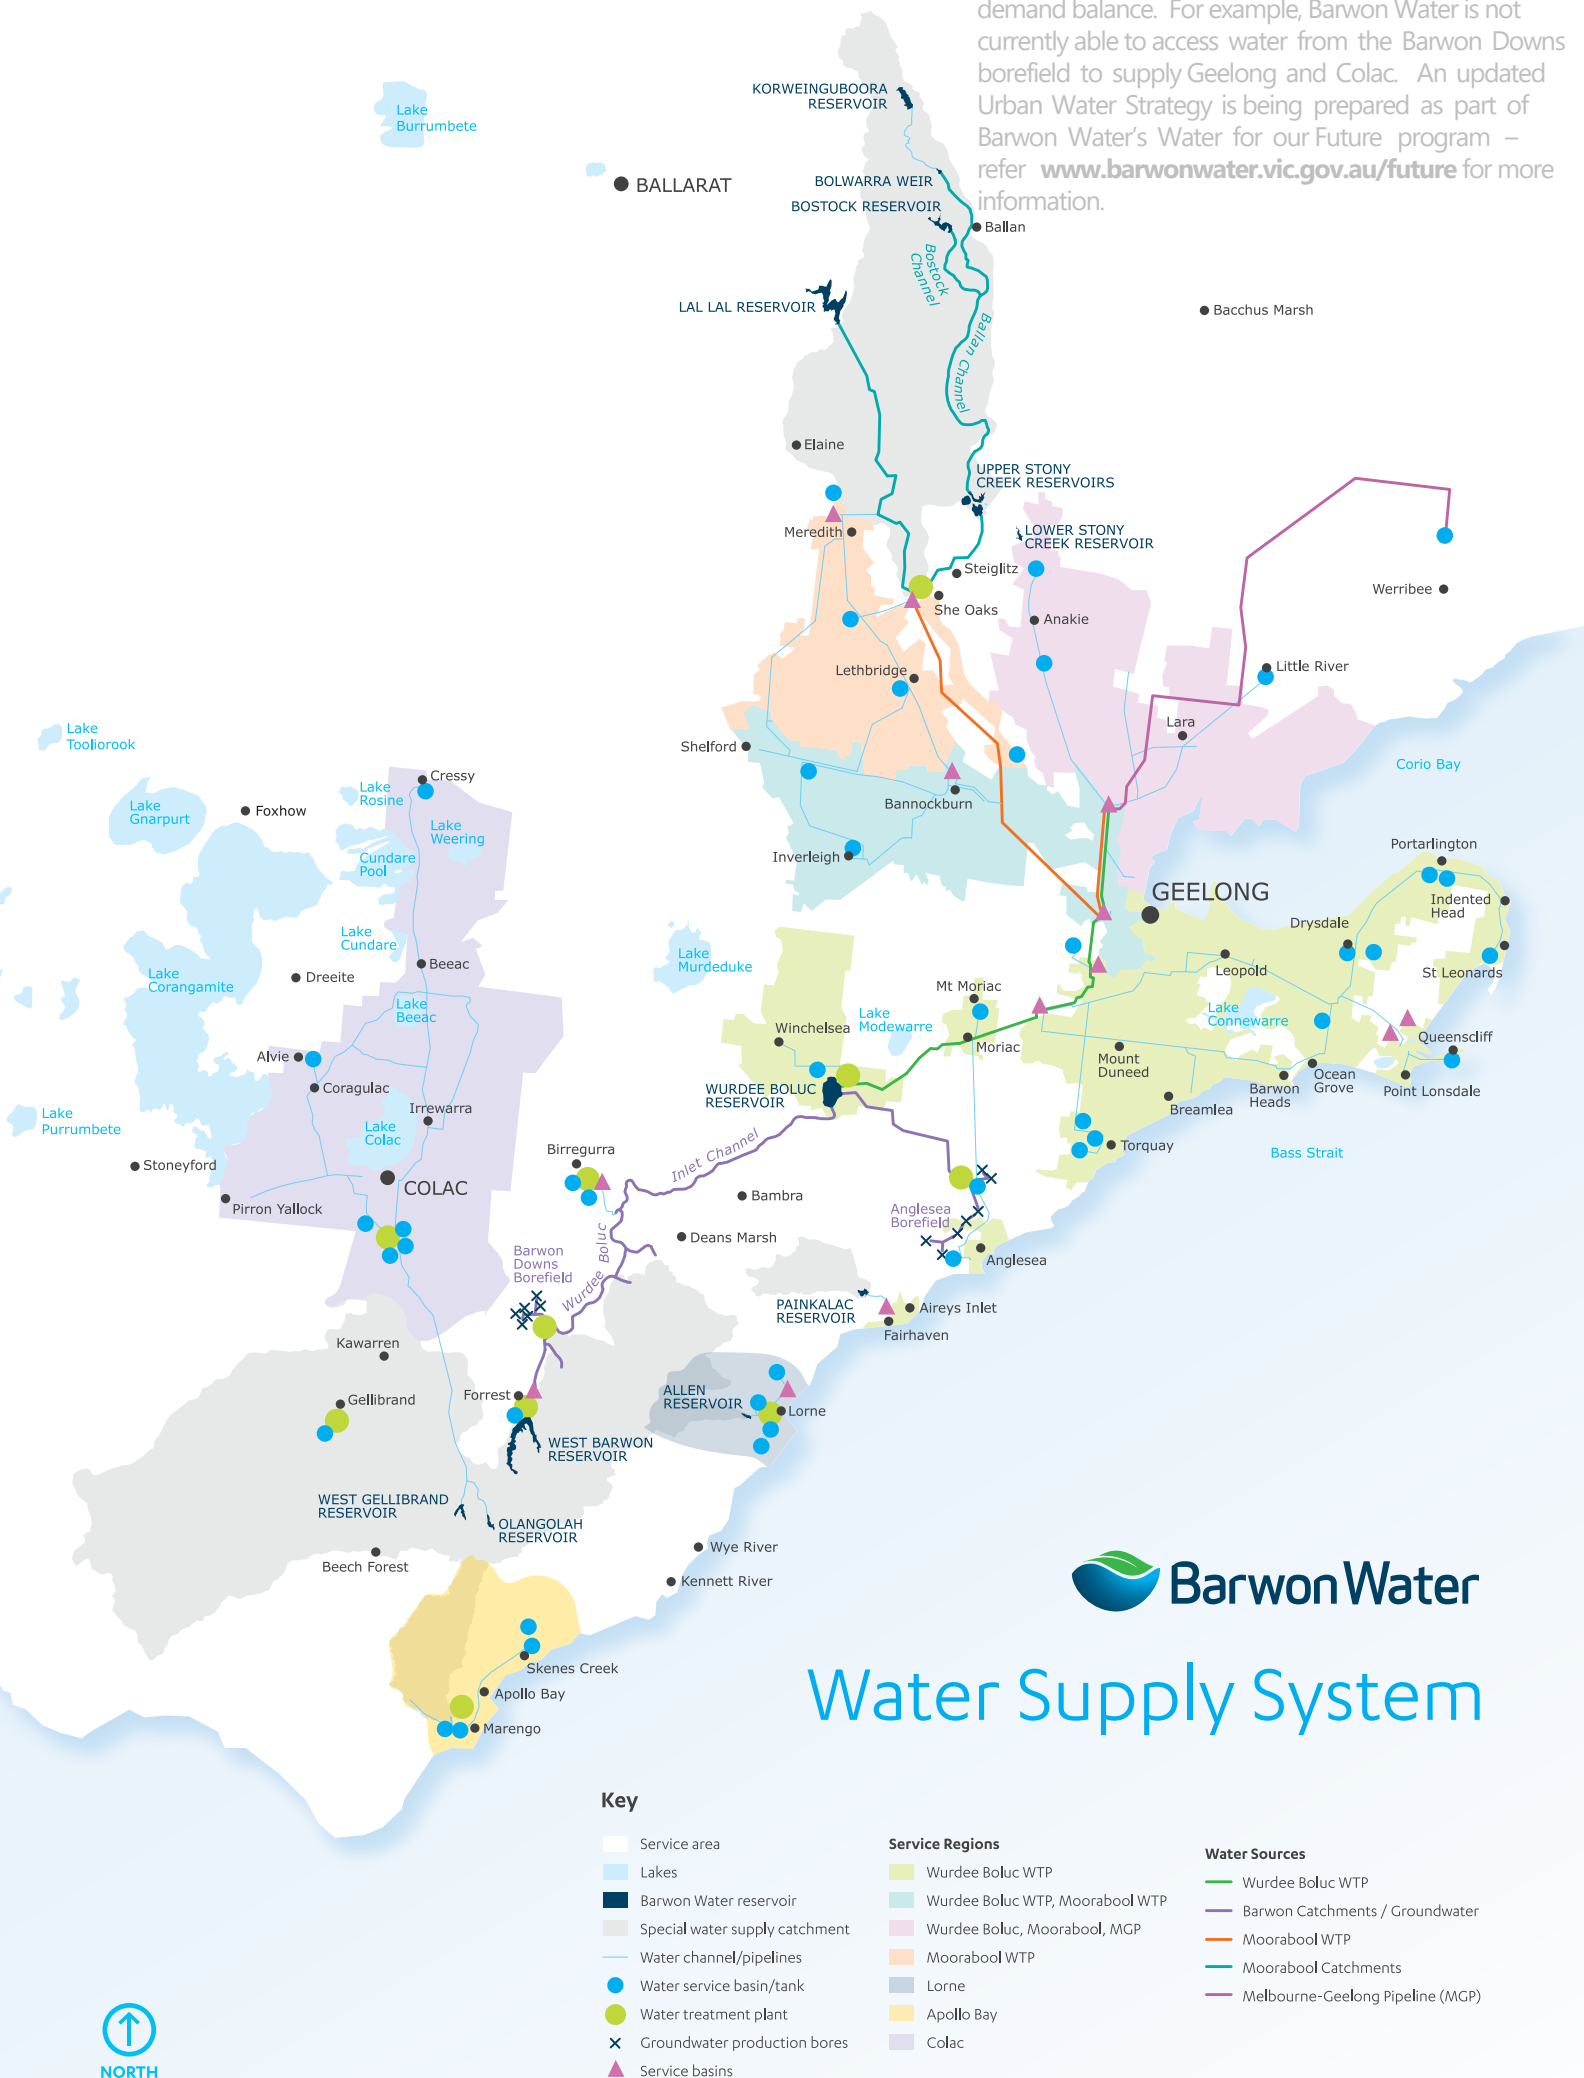 demand balance. For example, Barwon Water is not
currently able to access water from the Barwon Downs
borefield to supply Geelong and Colac. An updated
Urban Water Strategy is being prepared as part of
Barwon Water's Water for our Future program –
refer www.barwonwater.vic.gov.au/future for more
information.
KORWEINGUBOORA
RESERVOIR
Lake
Burrumbete
BALLARAT
BOLWARRA WEIR
BOSTOCK RESERVOIR
Ballan
Bostock
Channel
LAL LAL RESERVOIR
Bacchus Marsh
Ballan Channel
Elaine
UPPER STONY
CREEK RESERVOIRS
Meredith
LOWER STONY
CREEK RESERVOIR
Steiglitz
She Oaks
Werribee
Anakie
Lethbridge
Little River
Lara
Shelford
Lake
Tooliorook
Corio Bay
Cressy
Lake
Rosine
Lake
Gnarpurt
Foxhow
Lake
Weering
Bannockburn
Cundare
Pool
Inverleigh
Portarlington
GEELONG
Indented
Head
Drysdale
Lake
Cundare
Lake
Murdeduke
Beeac
Leopold
St Leonards
Lake
Corangamite
Dreeite
Mt Moriac
Lake
Beeac
Lake
Modewarre
Lake
Connewarre
Winchelsea
Moriac
Queenscliff
Alvie
Mount
Duneed
Coragulac
WURDEE BOLUC
RESERVOIR
Barwon
Heads
Ocean
Grove
Point Lonsdale
Irrewarra
Breamlea
Lake
Purrumbete
Lake
Colac
Inlet Channel
Birregurra
Torquay
Bass Strait
Stoneyford
COLAC
Bambra
Pirron Yallock
Anglesea
Borefield
Deans Marsh
Wurdee Boluc
Barwon
Downs
Borefield
Anglesea
PAINKALAC
RESERVOIR
Aireys Inlet
Fairhaven
Kawarren
Forrest
Gellibrand
ALLEN
RESERVOIR
Lorne
WEST BARWON
RESERVOIR
WEST GELLIBRAND
RESERVOIR
OLANGOLAH
RESERVOIR
Beech Forest
Wye River
Kennett River
Barwon Water
Skenes Creek
Apollo Bay
Marengo
Water Supply System
Key
Service area
Lakes
Barwon Water reservoir
Special water supply catchment
Water channel/pipelines
Water service basin/tank
Water treatment plant
Groundwater production bores
Service basins
Service Regions
Wurdee Boluc WTP
Wurdee Boluc WTP, Moorabool WTP
Wurdee Boluc, Moorabool, MGP
Moorabool WTP
Lorne
Apollo Bay
Colac
Water Sources
Wurdee Boluc WTP
Barwon Catchments / Groundwater
Moorabool WTP
Moorabool Catchments
Melbourne-Geelong Pipeline (MGP)
NORTH